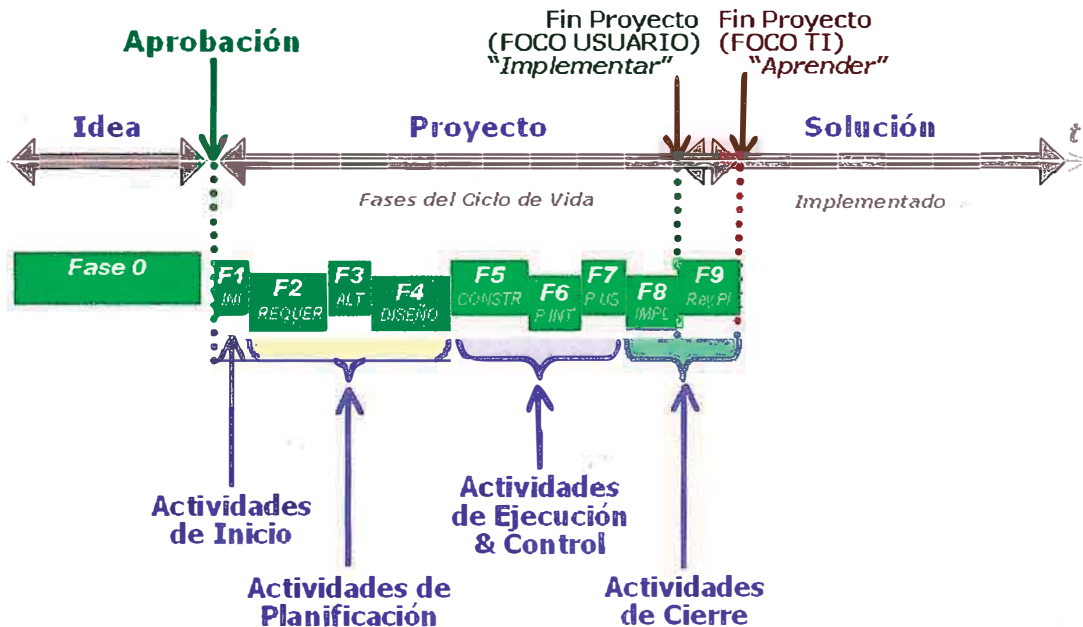 Aprobación
Fin Proyecto
(FOCO USUARIO)
“Implementar”
Fin Proyecto
(FOCO TI)
“Aprender”
Idea
Proyecto
Solución
t
Fases del Ciclo de Vida
Implementado
Fase 0
F1
INI
F2
REQUER
F3
ALT
F4
DISEÑO
F5
CONSTR
F6
P.INT
F7
P.US
F8
IMPL
F9
Rev.PI
Actividades
de Inicio
Actividades de
Planificación
Actividades
de Ejecución
& Control
Actividades
de Cierre